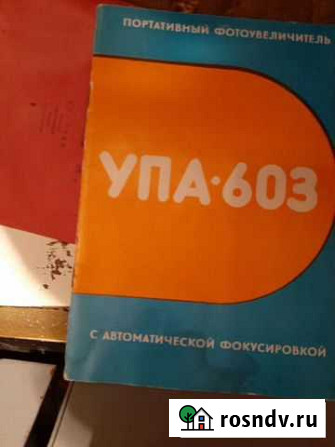 ПОРТАТИВНЫЙ ФОТОУВЕЛИЧИТЕЛЬ
УПА·603
С АВТОМАТИЧЕСКОЙ ФОКУСИРОВКОЙ
rosndv.ru